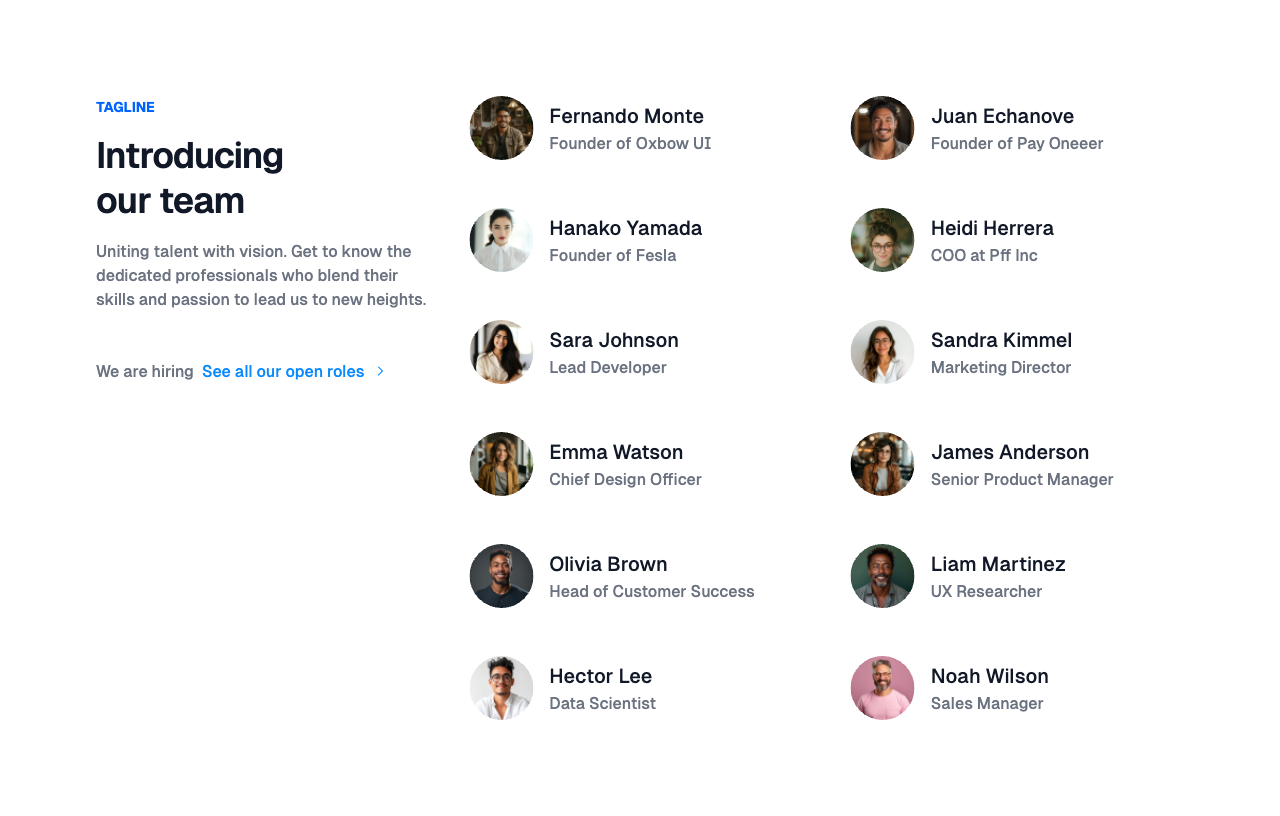 TAGLINE
Introducing
our team
Uniting talent with vision. Get to know the
dedicated professionals who blend their
skills and passion to lead us to new heights.
We are hiring See all our open roles
Fernando Monte
Founder of Oxbow UI
Juan Echanove
Founder of Pay Oneeer
Hanako Yamada
Founder of Fesla
Heidi Herrera
COO at Pff Inc
Sara Johnson
Lead Developer
Sandra Kimmel
Marketing Director
Emma Watson
Chief Design Officer
James Anderson
Senior Product Manager
Olivia Brown
Head of Customer Success
Liam Martinez
UX Researcher
Hector Lee
Data Scientist
Noah Wilson
Sales Manager